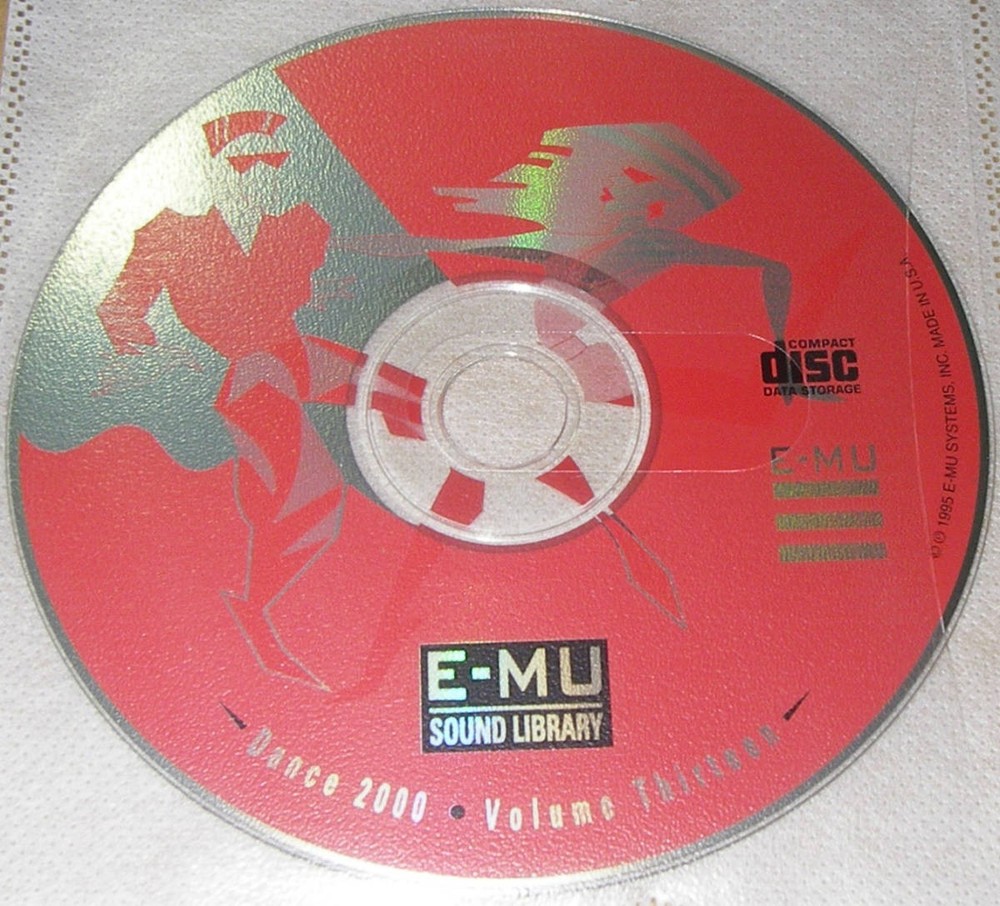 COMPACT
disc
DATA STORAGE
E-MU
© ℗ 1995 E-MU SYSTEMS, INC. MADE IN U.S.A.
E-MU
SOUND LIBRARY
Dance 2000 • Volume Thirteen